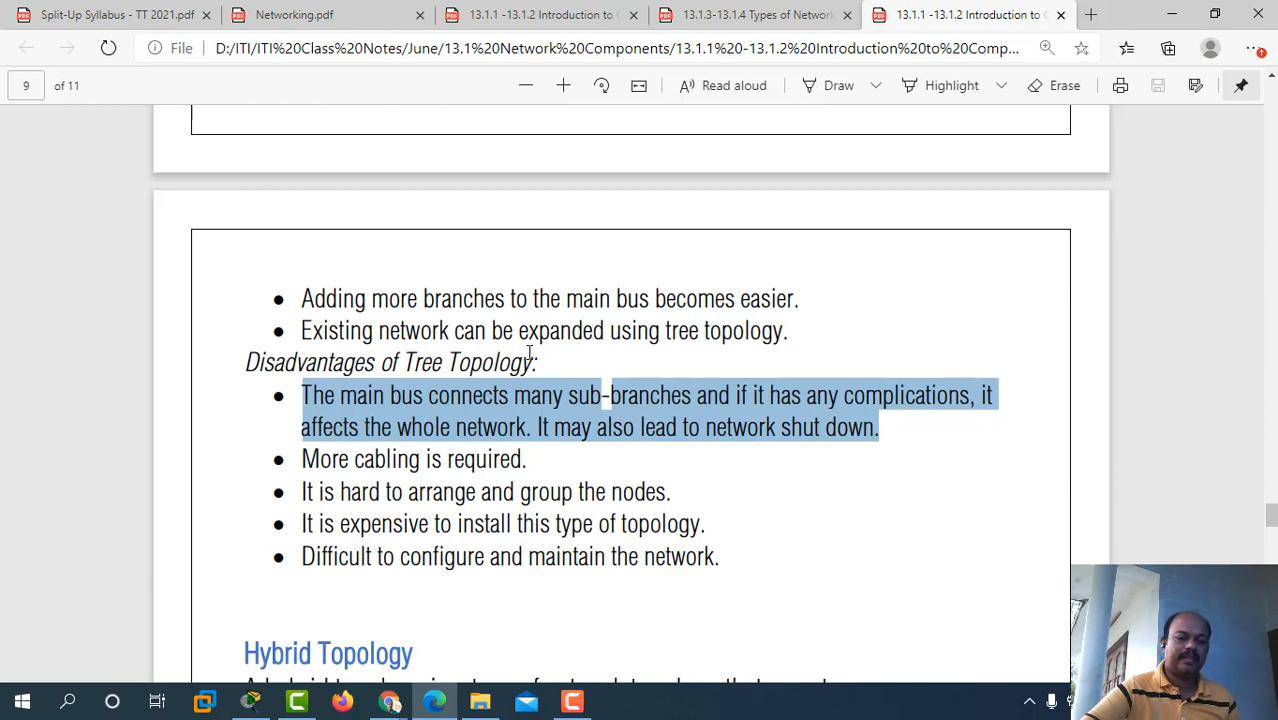 Split-Up Syllabus - TT 2021.pdf
Networking.pdf
13.1.1 -13.1.2 Introduction to C
13.1.3-13.1.4 Types of Network
13.1.1 -13.1.2 Introduction to C
File
D:/ITI/ITI%20Class%20Notes/June/13.1%20Network%20Components/13.1.1%20-13.1.2%20Introduction%20to%20Comp...
9 of 11
Read aloud
Draw
Highlight
Erase
• Adding more branches to the main bus becomes easier.
• Existing network can be expanded using tree topology.
Disadvantages of Tree Topology:
• The main bus connects many sub-branches and if it has any complications, it
affects the whole network. It may also lead to network shut down.
• More cabling is required.
• It is hard to arrange and group the nodes.
• It is expensive to install this type of topology.
• Difficult to configure and maintain the network.
Hybrid Topology